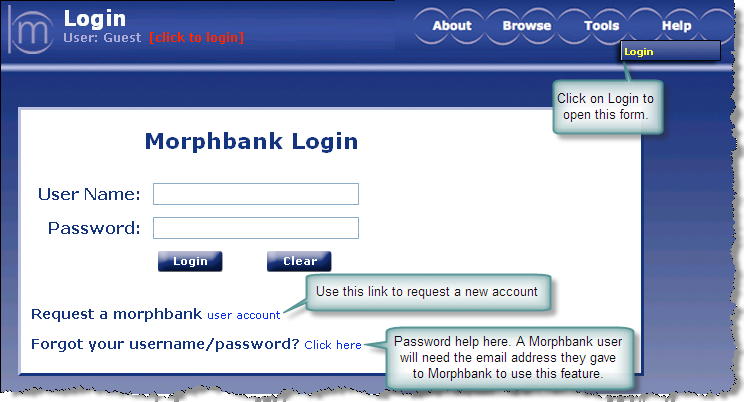 m
Login
User: Guest [click to login]
About Browse Tools Help
Login
Click on Login to
open this form.
Morphbank Login
User Name:
Password:
Login Clear
Use this link to request a new account
Request a morphbank user account
Forgot your username/password? Click here
Password help here. A Morphbank user
will need the email address they gave
to Morphbank to use this feature.